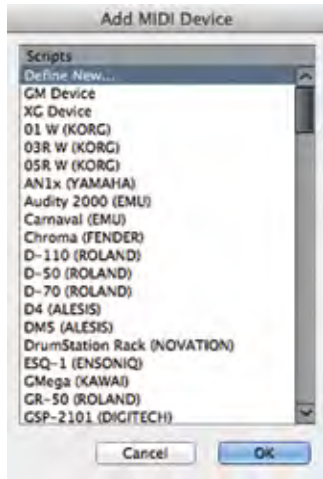 Add MIDI Device
Scripts
Define New...
GM Device
XG Device
01 W (KORG)
03R W (KORG)
05R W (KORG)
AN1x (YAMAHA)
Audity 2000 (EMU)
Carnaval (EMU)
Chroma (FENDER)
D-110 (ROLAND)
D-50 (ROLAND)
D-70 (ROLAND)
D4 (ALESIS)
DM5 (ALESIS)
DrumStation Rack (NOVATION)
ESQ-1 (ENSONIQ)
GMega (KAWAI)
GR-50 (ROLAND)
GSP-2101 (DIGITECH)
Cancel
OK